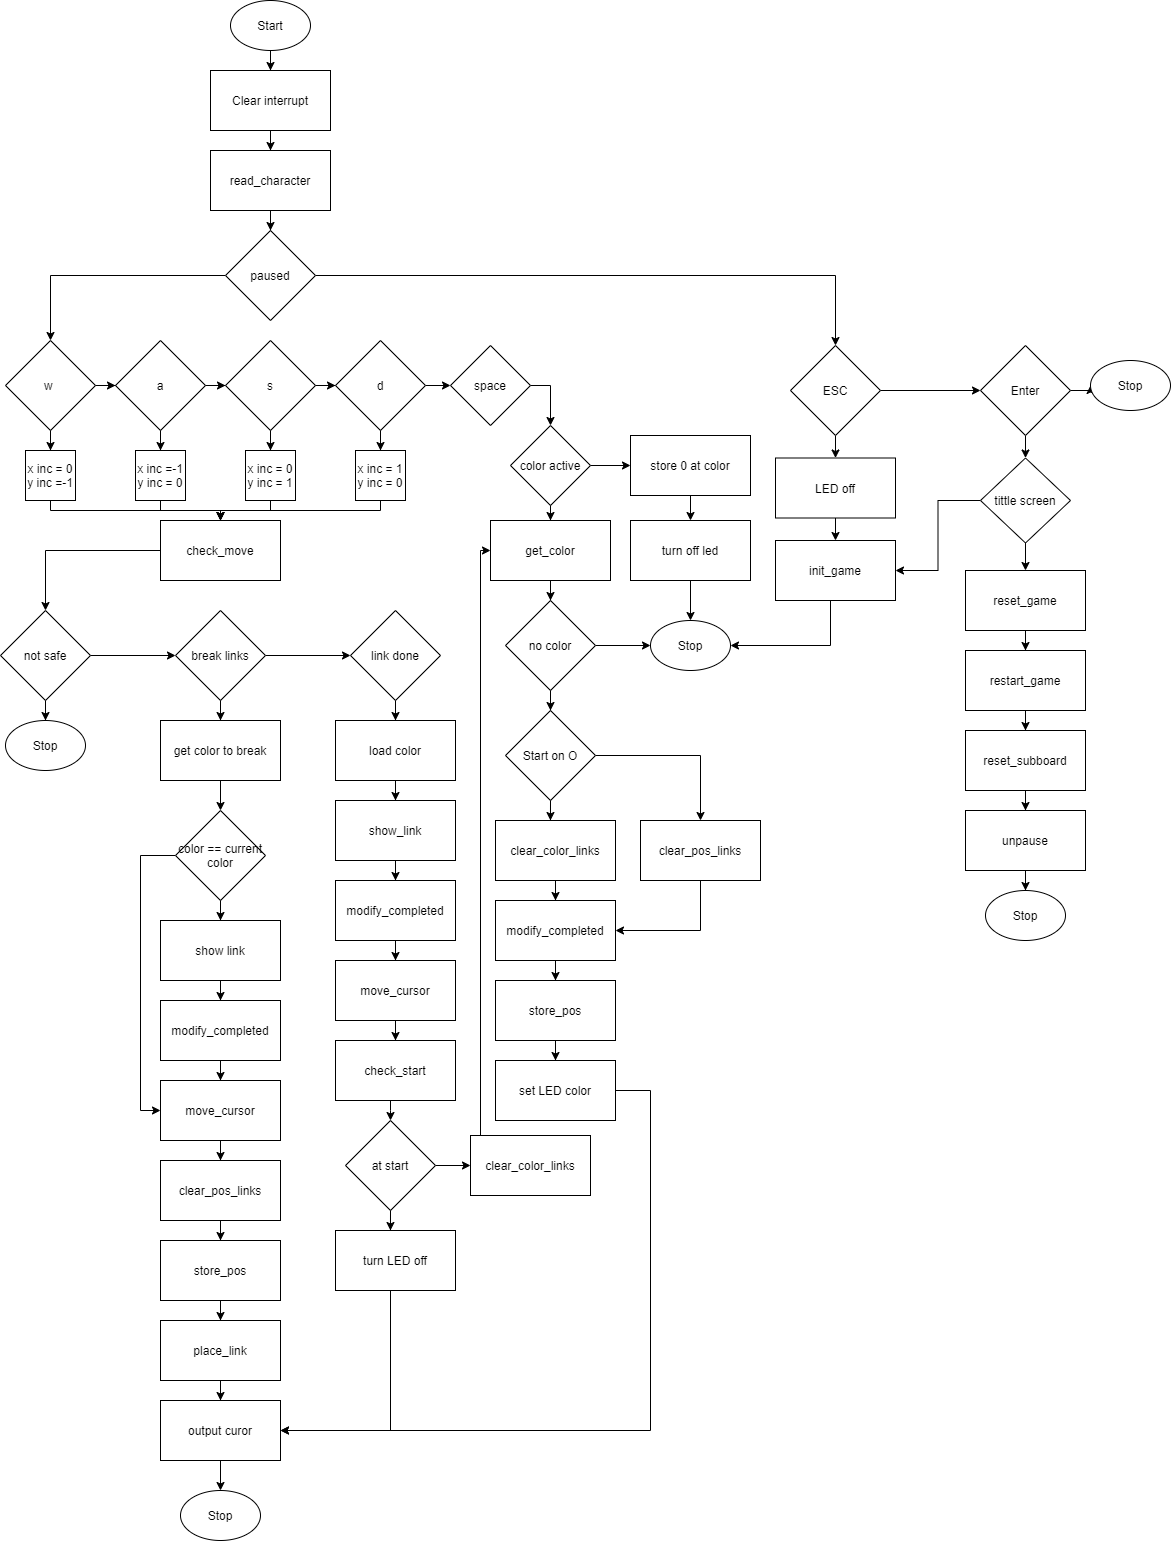 Start
Clear interrupt
read_character
paused
w
a
s
d
space
ESC
Enter
Stop
x inc = 0
y inc =-1
x inc =-1
y inc = 0
x inc = 0
y inc = 1
x inc = 1
y inc = 0
color active
store 0 at color
LED off
tittle screen
check_move
get_color
turn off led
init_game
reset_game
not safe
break links
link done
no color
Stop
restart_game
Stop
get color to break
load color
Start on O
reset_subboard
show_link
clear_color_links
clear_pos_links
unpause
color == current
color
modify_completed
modify_completed
Stop
show link
move_cursor
store_pos
modify_completed
check_start
set LED color
move_cursor
at start
clear_color_links
clear_pos_links
turn LED off
store_pos
place_link
output curor
Stop